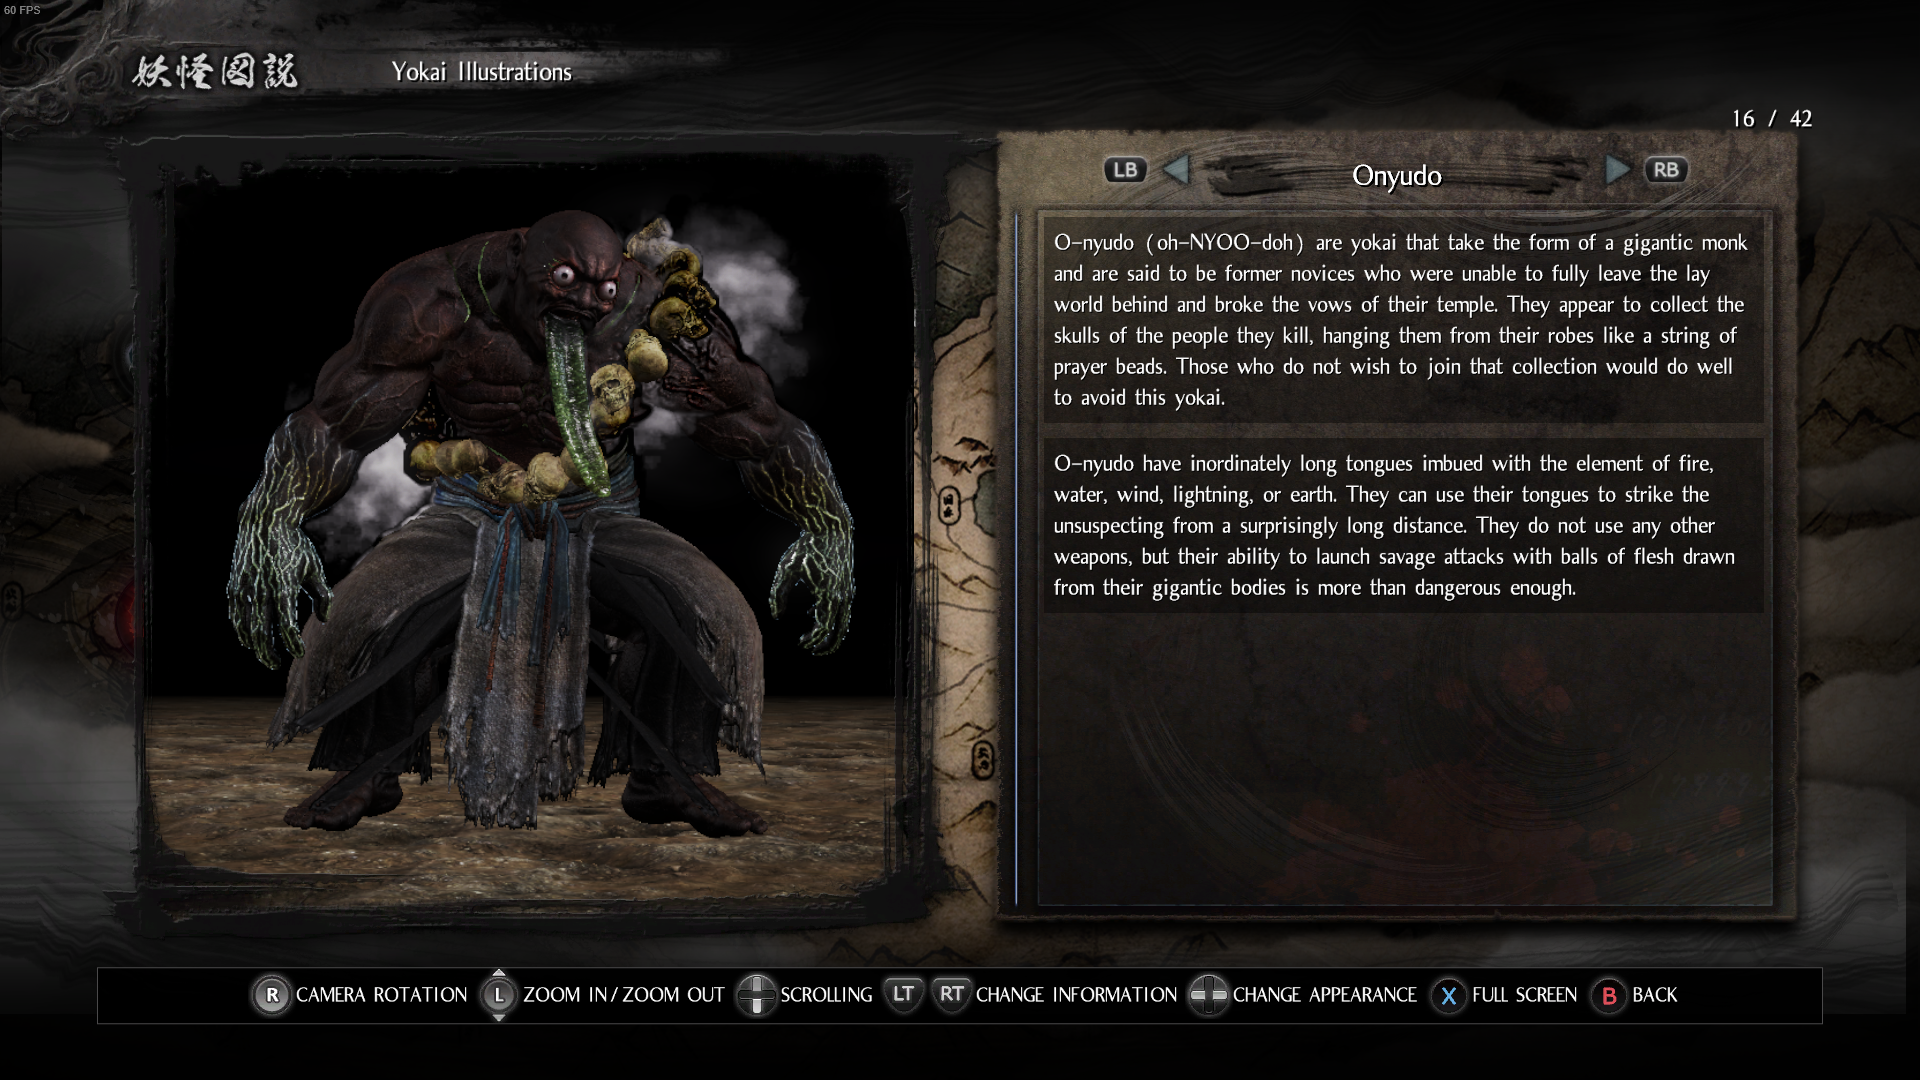 60 FPS
妖怪図説
Yokai Illustrations
16 / 42
LB
Onyudo
RB
O-nyudo (oh-NYOO-doh) are yokai that take the form of a gigantic monk
and are said to be former novices who were unable to fully leave the lay
world behind and broke the vows of their temple. They appear to collect the
skulls of the people they kill, hanging them from their robes like a string of
prayer beads. Those who do not wish to join that collection would do well
to avoid this yokai.
O-nyudo have inordinately long tongues imbued with the element of fire,
water, wind, lightning, or earth. They can use their tongues to strike the
unsuspecting from a surprisingly long distance. They do not use any other
weapons, but their ability to launch savage attacks with balls of flesh drawn
from their gigantic bodies is more than dangerous enough.
R CAMERA ROTATION L ZOOM IN/ZOOM OUT SCROLLING LT RT CHANGE INFORMATION CHANGE APPEARANCE X FULL SCREEN B BACK